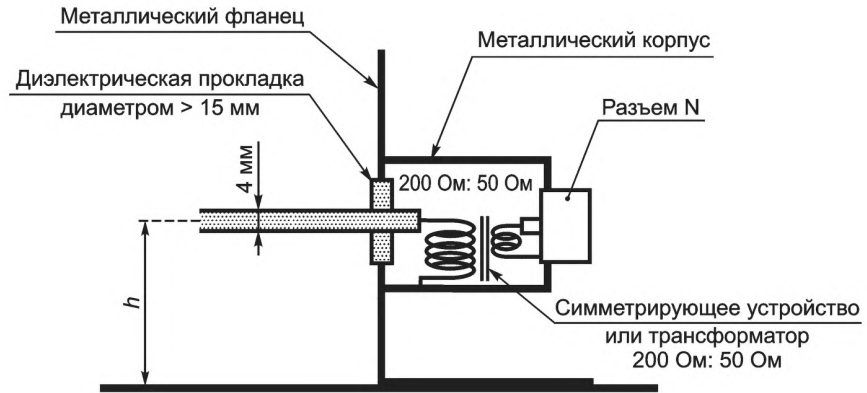 Металлический фланец
Металлический корпус
Диэлектрическая прокладка
диаметром > 15 мм
Разъем N
4 мм
200 Ом: 50 Ом
h
Симметрирующее устройство
или трансформатор
200 Ом: 50 Ом